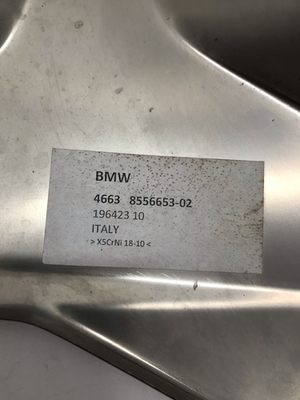 BMW
4663 8556653-02
196423 10
ITALY
> X5CrNi 18-10 <